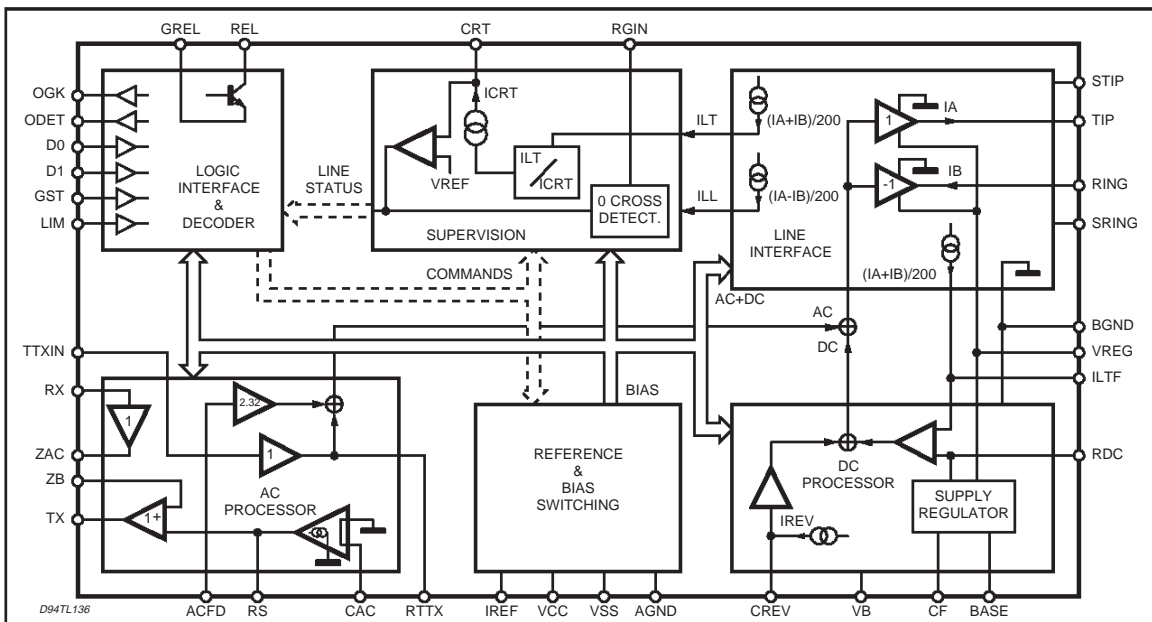 GREL
REL
CRT
RGIN
OGK
ODET
D0
D1
GST
LIM
LOGIC
INTERFACE
&
DECODER
LINE
STATUS
ICRT
VREF
ILT
ICRT
0 CROSS
DETECT.
SUPERVISION
COMMANDS
ILT
ILL
(IA+IB)/200
(IA-IB)/200
1
IA
-1
IB
LINE
INTERFACE
(IA+IB)/200
STIP
TIP
RING
SRING
AC+DC
AC
DC
BGND
VREG
ILTF
RDC
TTXIN
RX
ZAC
ZB
TX
1
2.32
1
AC
PROCESSOR
1+
BIAS
REFERENCE
&
BIAS
SWITCHING
DC
PROCESSOR
IREV
SUPPLY
REGULATOR
D94TL136
ACFD
RS
CAC
RTTX
IREF
VCC
VSS
AGND
CREV
VB
CF
BASE